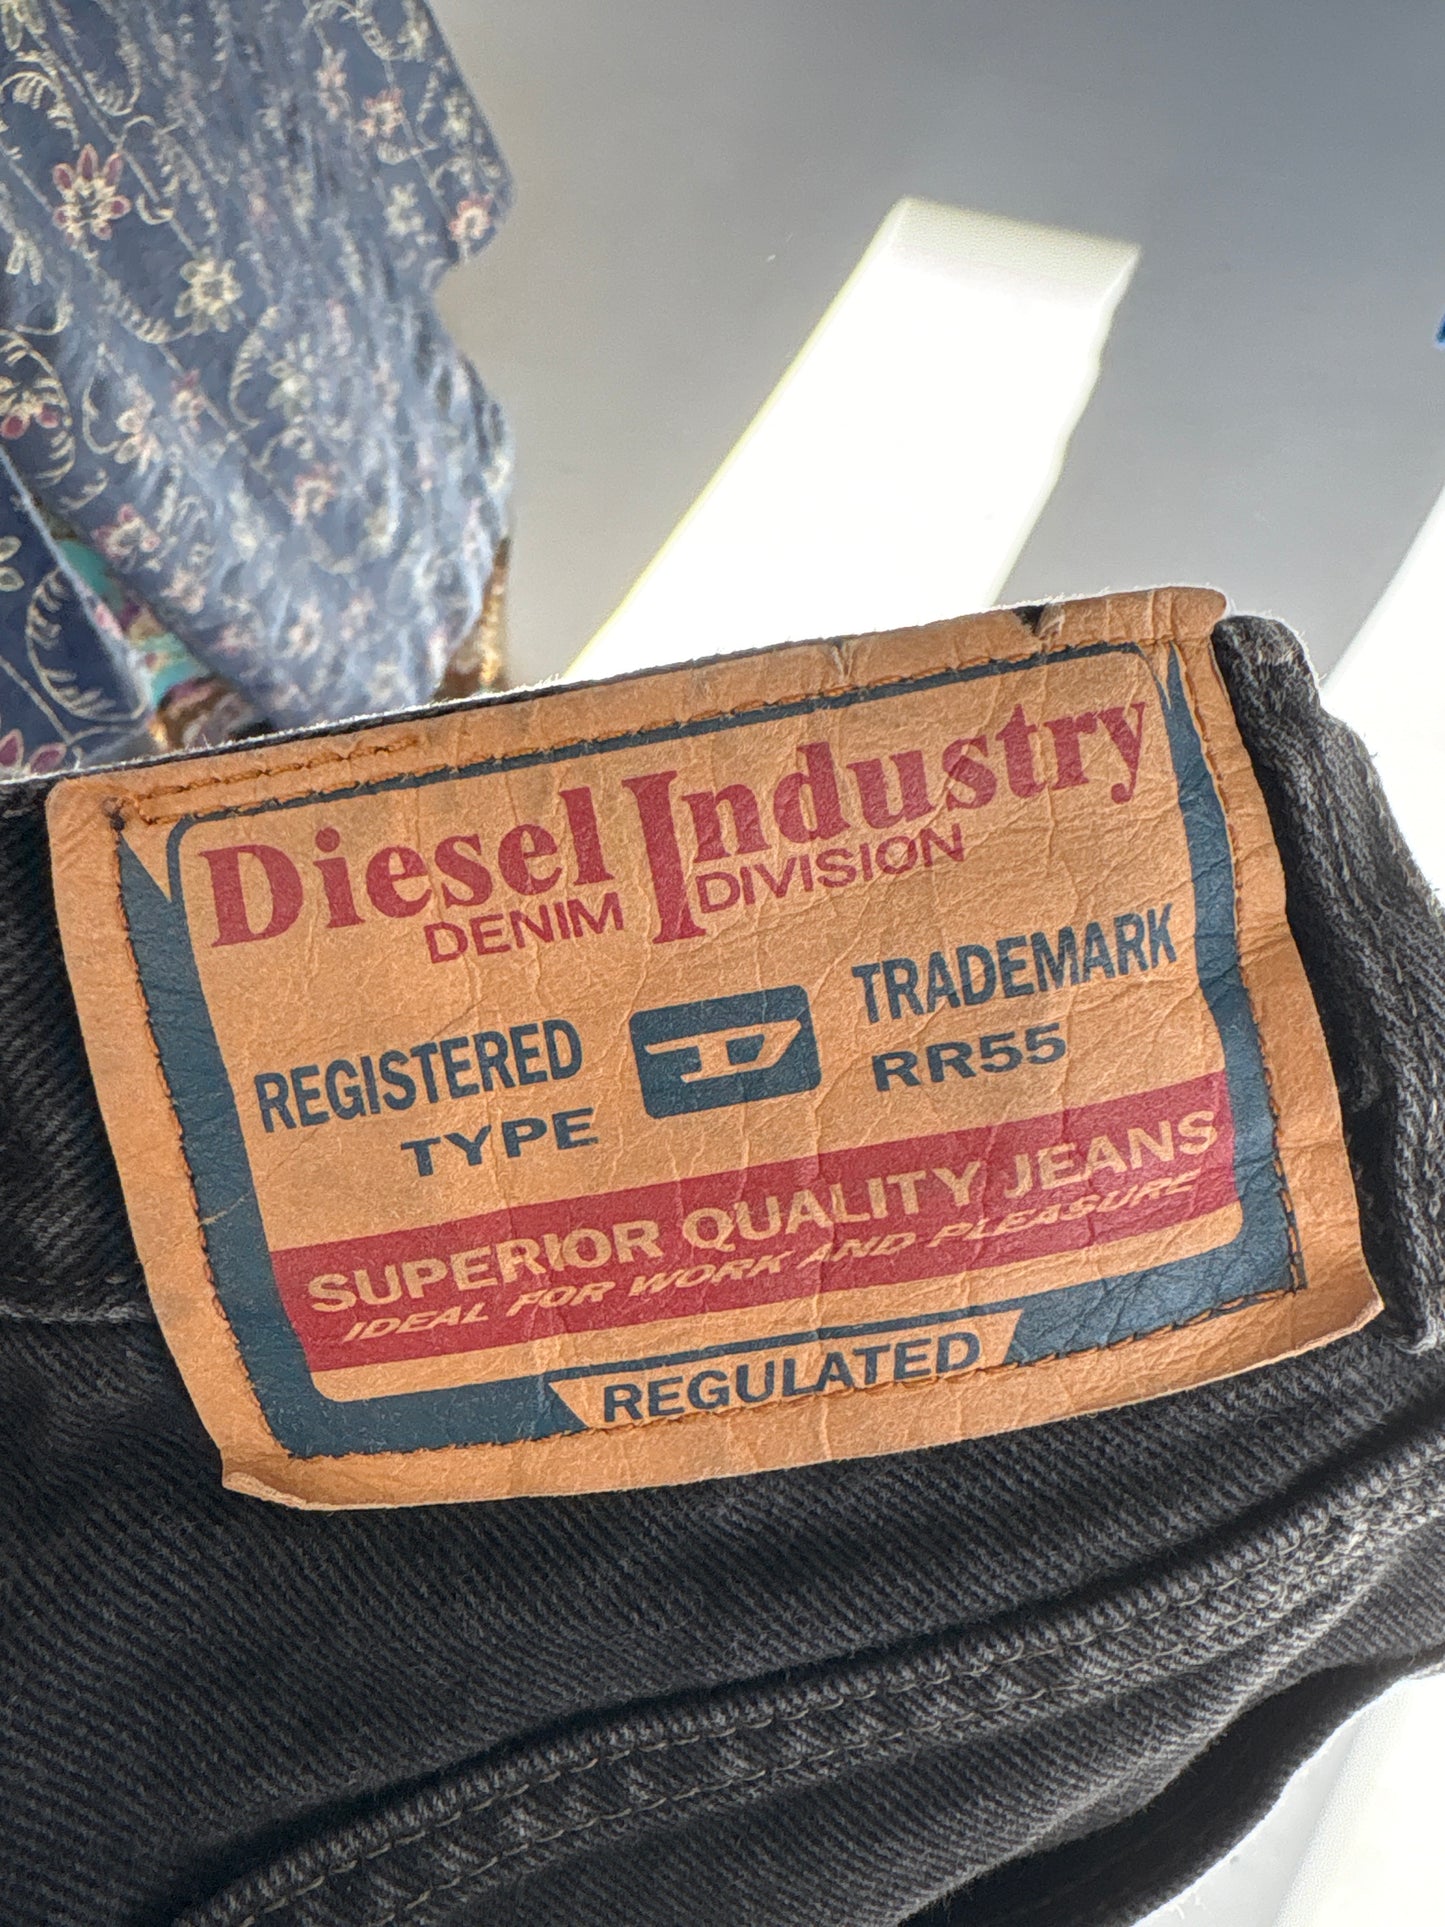 Diesel Industry
DENIM DIVISION
REGISTERED D TRADEMARK
TYPE RR55
SUPERIOR QUALITY JEANS
IDEAL FOR WORK AND PLEASURE
REGULATED